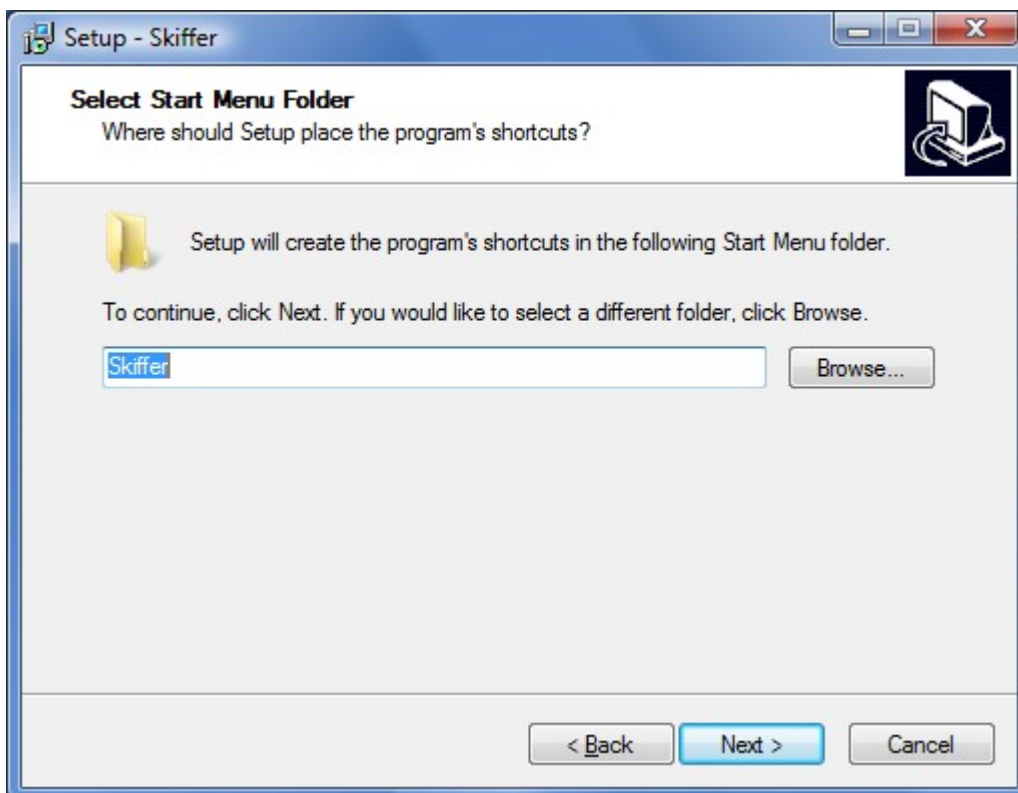 Setup - Skiffer
Select Start Menu Folder
Where should Setup place the program's shortcuts?
Setup will create the program's shortcuts in the following Start Menu folder.
To continue, click Next. If you would like to select a different folder, click Browse.
Skiffer
Browse...
< Back
Next >
Cancel